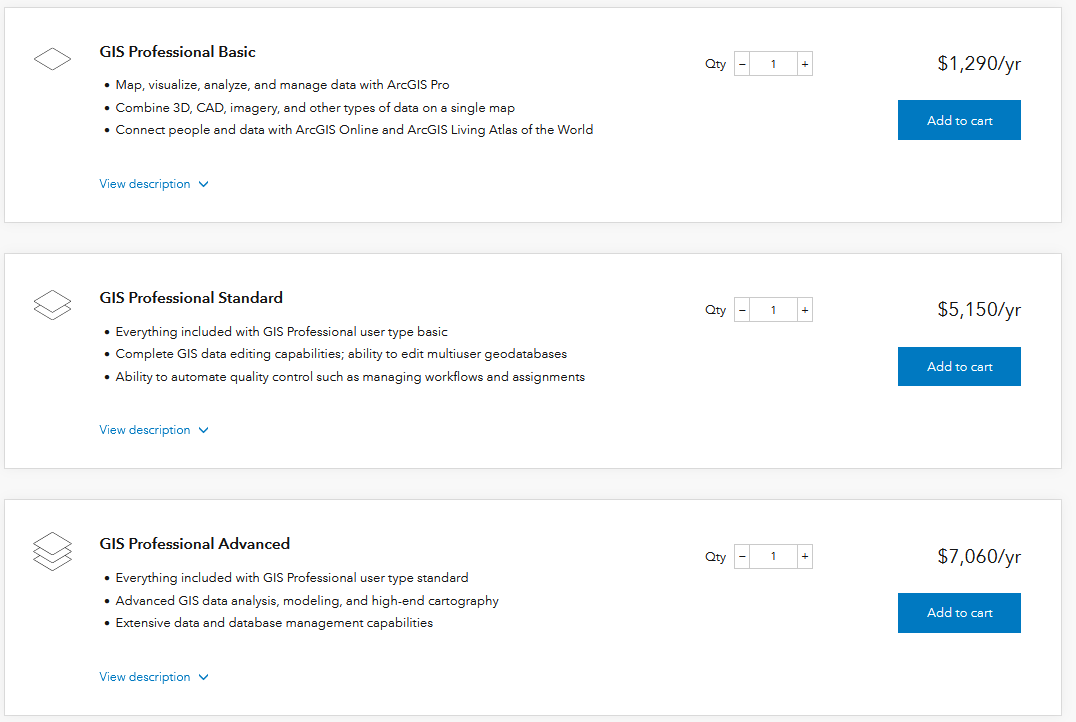 GIS Professional Basic
Qty – 1 +
$1,290/yr
• Map, visualize, analyze, and manage data with ArcGIS Pro
• Combine 3D, CAD, imagery, and other types of data on a single map
Add to cart
• Connect people and data with ArcGIS Online and ArcGIS Living Atlas of the World
View description
GIS Professional Standard
Qty – 1 +
$5,150/yr
• Everything included with GIS Professional user type basic
• Complete GIS data editing capabilities; ability to edit multiuser geodatabases
Add to cart
• Ability to automate quality control such as managing workflows and assignments
View description
GIS Professional Advanced
Qty – 1 +
$7,060/yr
• Everything included with GIS Professional user type standard
• Advanced GIS data analysis, modeling, and high-end cartography
Add to cart
• Extensive data and database management capabilities
View description